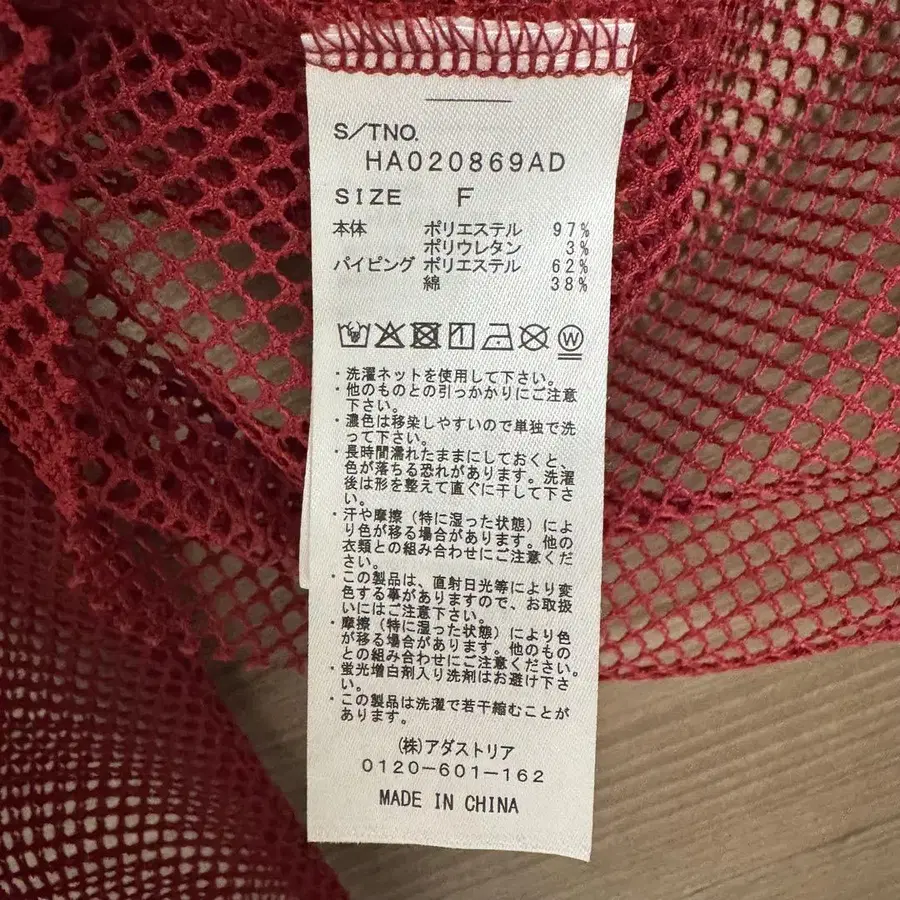 S/TNO.
HA020869AD
SIZE F
本体 ポリエステル 97%
ポリウレタン 3%
パイピング ポリエステル 62%
綿 38%
W
・洗濯ネットを使用して下さい。
・他のものとの引っかかりにご注意
下さい。
・濃色は移染しやすいので単独で洗
って下さい。
・長時間濡れたままにしておくと、
色が落ちる恐れがあります。洗濯
後は形を整えて直ぐに干して下さ
い。
・汗や摩擦（特に湿った状態）によ
り色が移る場合があります。他の
衣類との組み合わせにご注意くだ
さい。
・この製品は、直射日光等により変
色する事がありますので、お取扱
いにはご注意下さい。
・摩擦（特に湿った状態）により色
が移る場合があります。他のもの
との組み合わせにご注意ください。
・蛍光増白剤入り洗剤はお避け下さ
い。
・この製品は洗濯で若干縮むことが
あります。
(株)アダストリア
0120-601-162
MADE IN CHINA